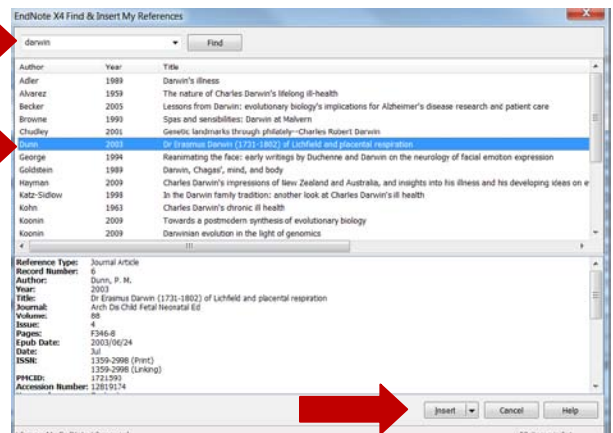 EndNote X4 Find & Insert My References
darwin Find
Author Year Title
Adler 1989 Darwin's illness
Alvarez 1959 The nature of Charles Darwin's lifelong ill-health
Becker 2005 Lessons from Darwin: evolutionary biology's implications for Alzheimer's disease research and patient care
Browne 1990 Spas and sensibilities: Darwin at Malvern
Chudley 2001 Genetic landmarks through philately--Charles Robert Darwin
Dunn 2003 Dr Erasmus Darwin (1731-1802) of Lichfield and placental respiration
George 1994 Reanimating the face: early writings by Duchenne and Darwin on the neurology of facial emotion expression
Goldstein 1989 Darwin, Chagas', mind, and body
Hayman 2009 Charles Darwin's impressions of New Zealand and Australia, and insights into his illness and his developing ideas on e
Katz-Sidlow 1998 In the Darwin family tradition: another look at Charles Darwin's ill health
Kohn 1963 Charles Darwin's chronic ill health
Koonin 2009 Towards a postmodern synthesis of evolutionary biology
Koonin 2009 Darwinian evolution in the light of genomics
Reference Type: Journal Article
Record Number: 6
Author: Dunn, P. M.
Year: 2003
Title: Dr Erasmus Darwin (1731-1802) of Lichfield and placental respiration
Journal: Arch Dis Child Fetal Neonatal Ed
Volume: 88
Issue: 4
Pages: F346-8
Epub Date: 2003/06/24
Date: Jul
ISSN: 1359-2998 (Print)
1359-2998 (Linking)
PMCID: 1721593
Accession Number: 12819174
Insert Cancel Help